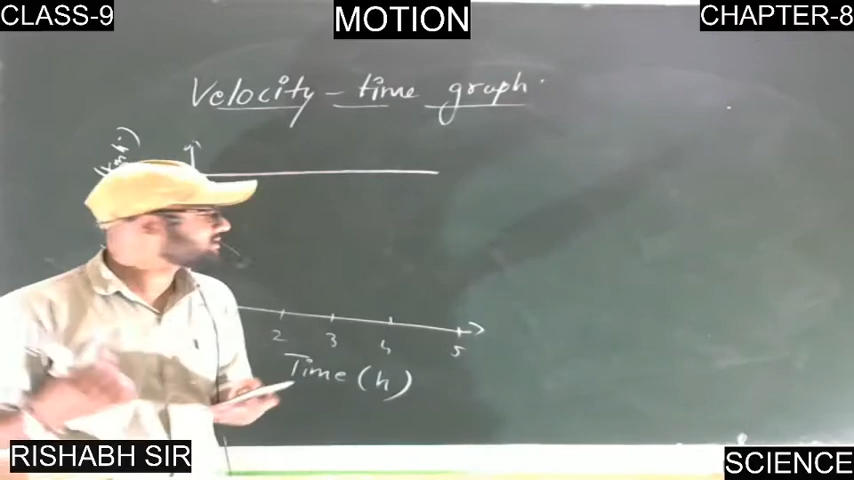 CLASS-9
MOTION
CHAPTER-8
Velocity - time graph
2 3 4 5
Time (h)
RISHABH SIR
SCIENCE